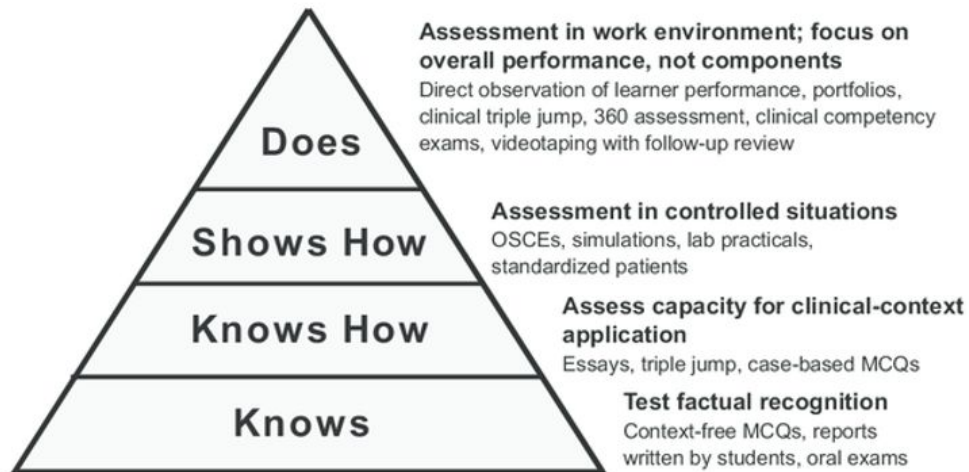 Assessment in work environment; focus on
overall performance, not components
Direct observation of learner performance, portfolios,
clinical triple jump, 360 assessment, clinical competency
exams, videotaping with follow-up review
Does
Assessment in controlled situations
OSCEs, simulations, lab practicals,
standardized patients
Shows How
Assess capacity for clinical-context
application
Essays, triple jump, case-based MCQs
Knows How
Test factual recognition
Context-free MCQs, reports
written by students, oral exams
Knows